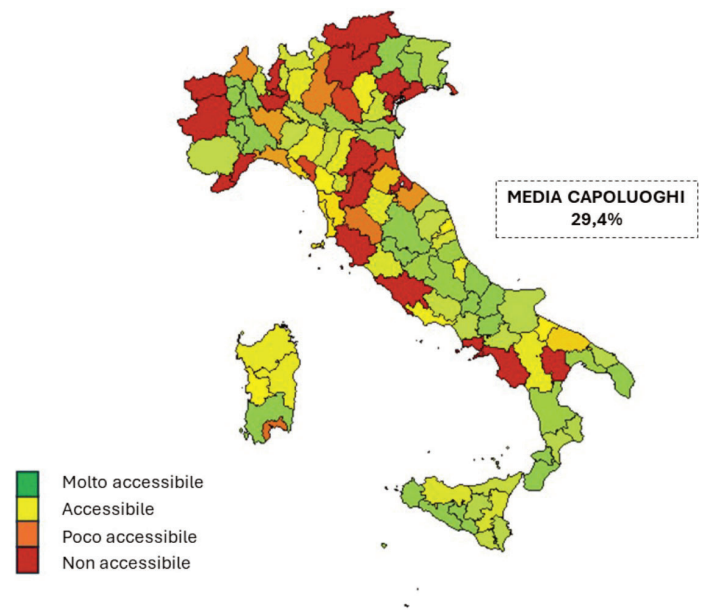 MEDIA CAPOLUOGHI
29,4%
Molto accessibile
Accessibile
Poco accessibile
Non accessibile